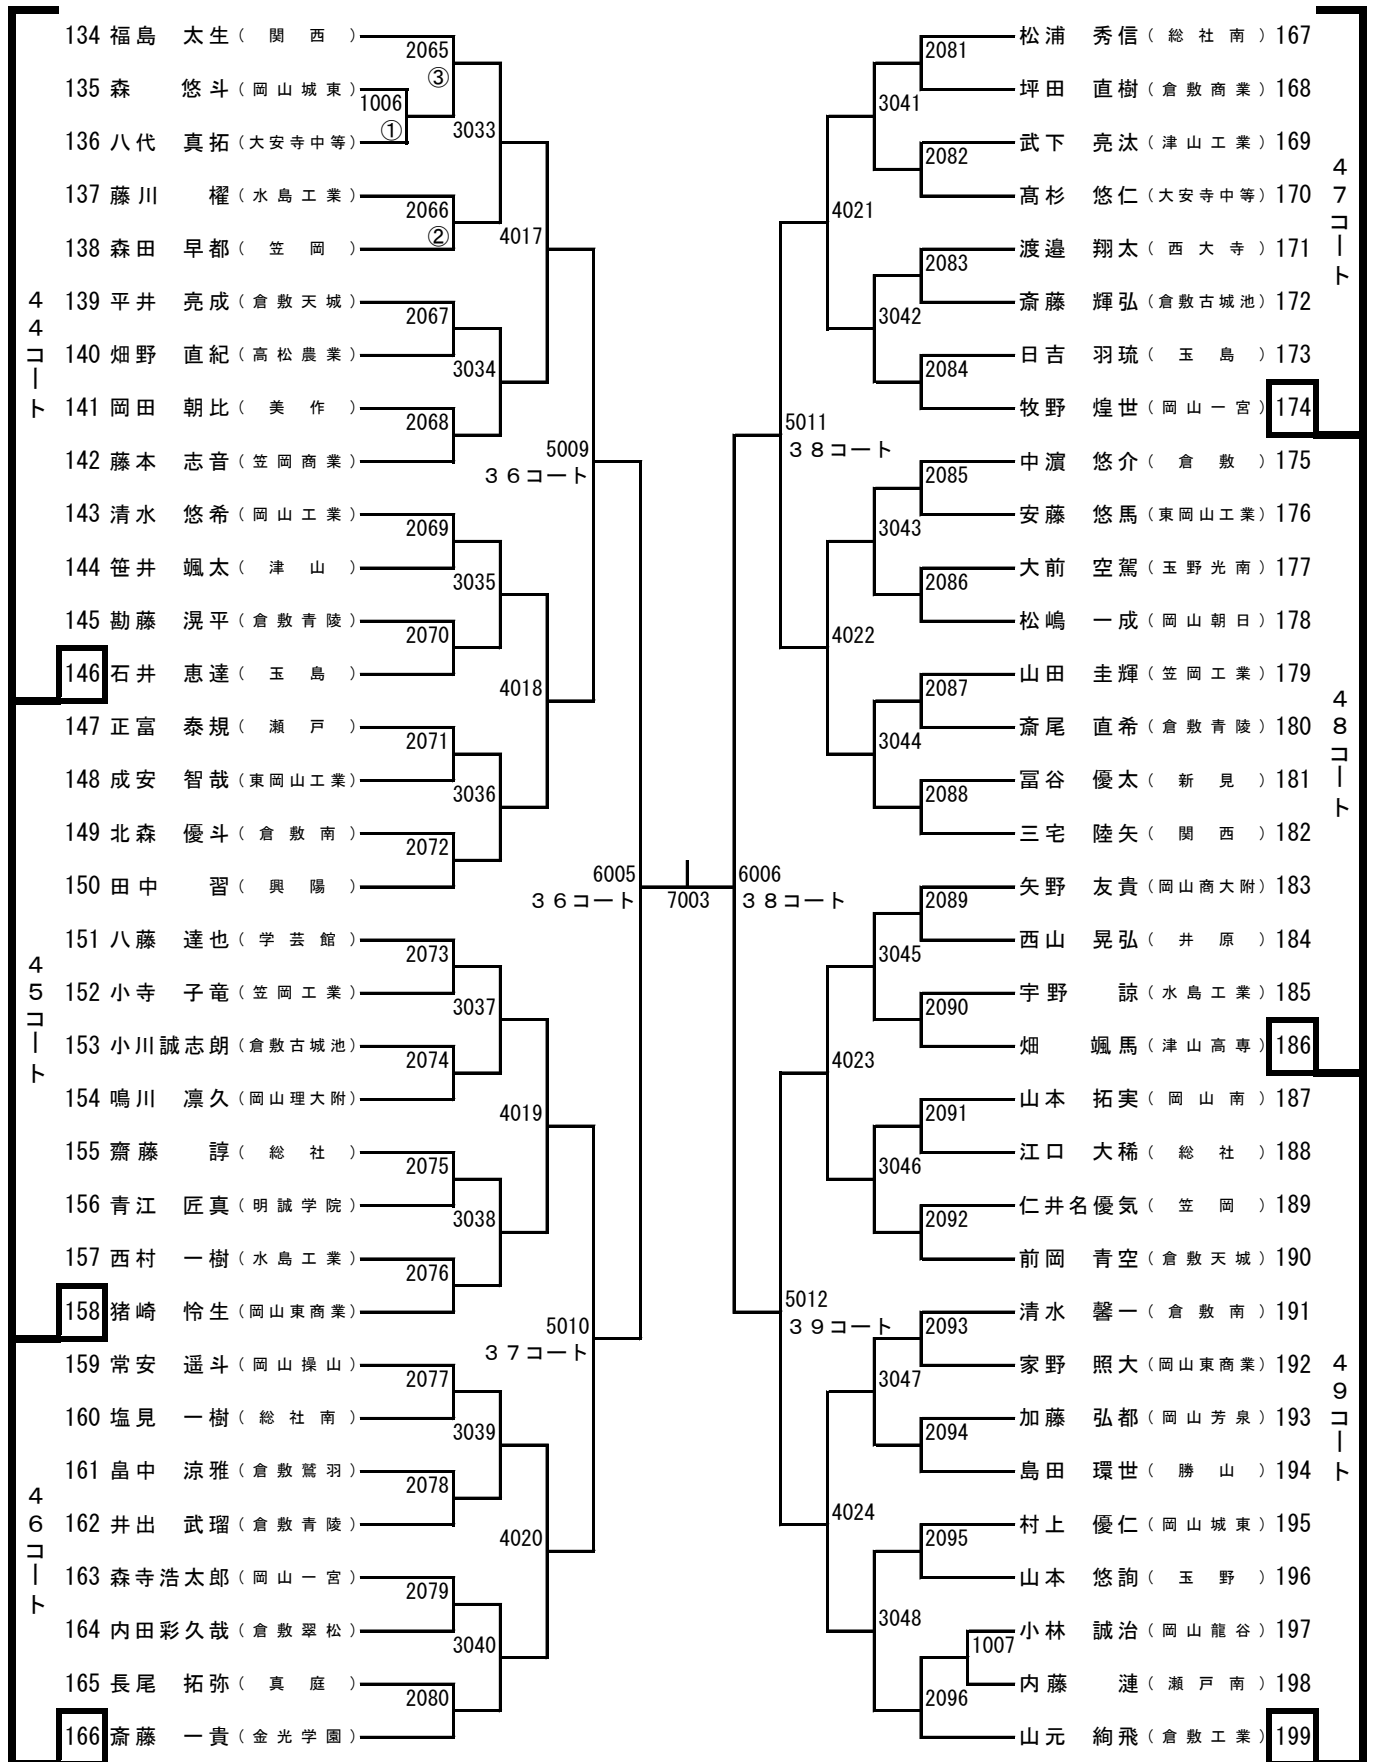 134 福島 太生（関西）
2065
③
135 森 悠斗（岡山城東）
1006
①
3033
136 八代 真拓（大安寺中等）
137 藤川 櫂（水島工業）
2066
②
4017
138 森田 早都（笠岡）
44コート
139 平井 亮成（倉敷天城）
2067
140 畑野 直紀（高松農業）
3034
141 岡田 朝比（美作）
2068
142 藤本 志音（笠岡商業）
5009
36コート
143 清水 悠希（岡山工業）
2069
144 笹井 颯太（津山）
3035
145 勘藤 滉平（倉敷青陵）
2070
146 石井 恵達（玉島）
4018
147 正富 泰規（瀬戸）
2071
148 成安 智哉（東岡山工業）
3036
149 北森 優斗（倉敷南）
2072
150 田中 習（興陽）
6005
36コート
7003
151 八藤 達也（学芸館）
2073
45コート
152 小寺 子竜（笠岡工業）
3037
153 小川誠志朗（倉敷古城池）
2074
154 鳴川 凛久（岡山理大附）
4019
155 齋藤 諄（総社）
2075
156 青江 匠真（明誠学院）
3038
157 西村 一樹（水島工業）
2076
158 猪崎 怜生（岡山東商業）
5010
37コート
159 常安 遥斗（岡山操山）
2077
160 塩見 一樹（総社南）
3039
161 畠中 涼雅（倉敷鷲羽）
2078
46コート
162 井出 武瑠（倉敷青陵）
4020
163 森寺浩太郎（岡山一宮）
2079
164 内田彩久哉（倉敷翠松）
3040
165 長尾 拓弥（真庭）
2080
166 斎藤 一貴（金光学園）
松浦 秀信（総社南）167
2081
坪田 直樹（倉敷商業）168
3041
武下 亮汰（津山工業）169
2082
47コート
髙杉 悠仁（大安寺中等）170
4021
渡邉 翔太（西大寺）171
2083
斎藤 輝弘（倉敷古城池）172
3042
日吉 羽琉（玉島）173
2084
牧野 煌世（岡山一宮）174
5011
38コート
中濵 悠介（倉敷）175
2085
安藤 悠馬（東岡山工業）176
3043
大前 空駕（玉野光南）177
2086
松嶋 一成（岡山朝日）178
4022
山田 圭輝（笠岡工業）179
2087
48コート
斎尾 直希（倉敷青陵）180
3044
冨谷 優太（新見）181
2088
三宅 陸矢（関西）182
6006
38コート
矢野 友貴（岡山商大附）183
2089
西山 晃弘（井原）184
3045
宇野 諒（水島工業）185
2090
畑 颯馬（津山高専）186
4023
山本 拓実（岡山南）187
2091
江口 大稀（総社）188
3046
仁井名優気（笠岡）189
2092
前岡 青空（倉敷天城）190
5012
39コート
清水 馨一（倉敷南）191
2093
家野 照大（岡山東商業）192
3047
49コート
加藤 弘都（岡山芳泉）193
2094
島田 環世（勝山）194
4024
村上 優仁（岡山城東）195
2095
山本 悠詢（玉野）196
3048
小林 誠治（岡山龍谷）197
1007
内藤 漣（瀬戸南）198
2096
山元 絢飛（倉敷工業）199